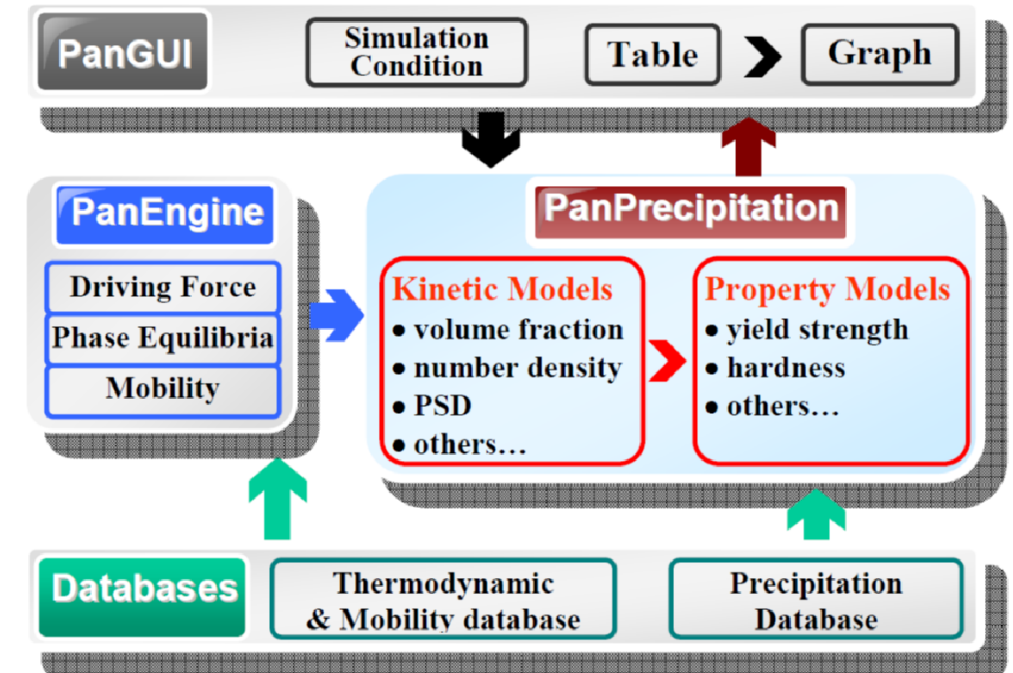 PanGUI
Simulation
Condition
Table
Graph
PanEngine
Driving Force
Phase Equilibria
Mobility
PanPrecipitation
Kinetic Models
• volume fraction
• number density
• PSD
• others...
Property Models
• yield strength
• hardness
• others...
Databases
Thermodynamic
& Mobility database
Precipitation
Database